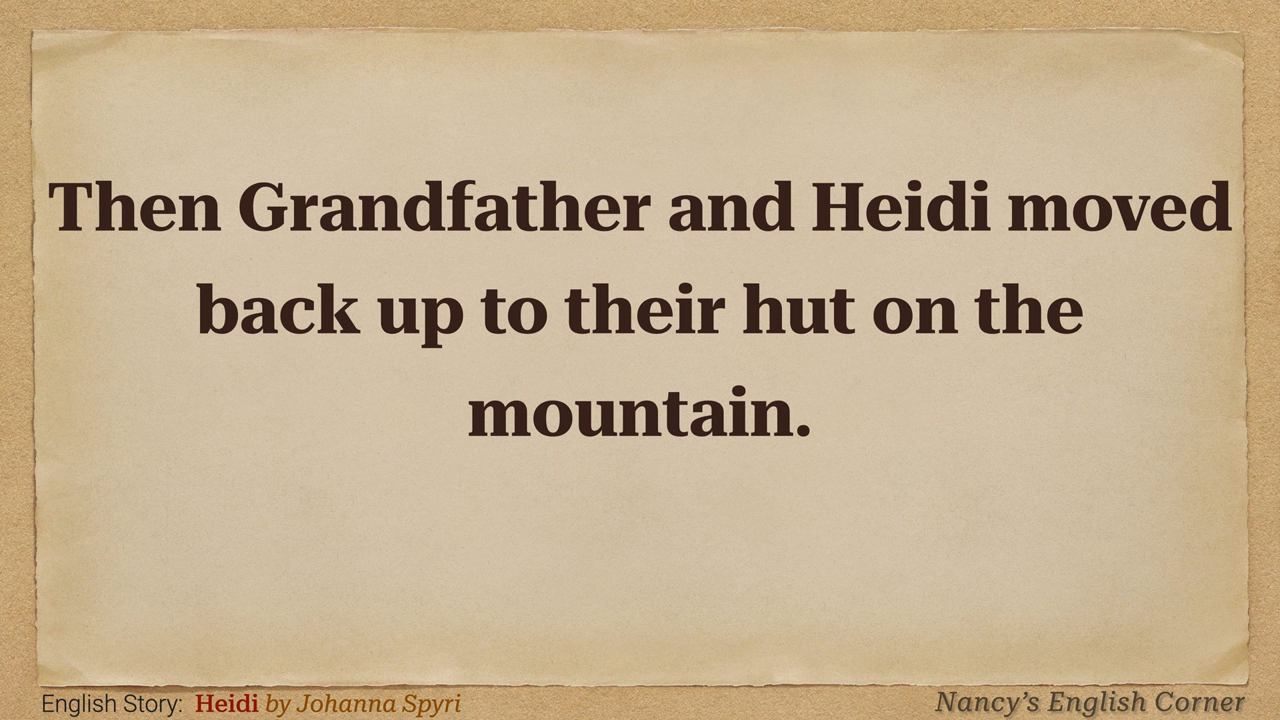 Then Grandfather and Heidi moved
back up to their hut on the
mountain.
English Story: Heidi by Johanna Spyri
Nancy’s English Corner